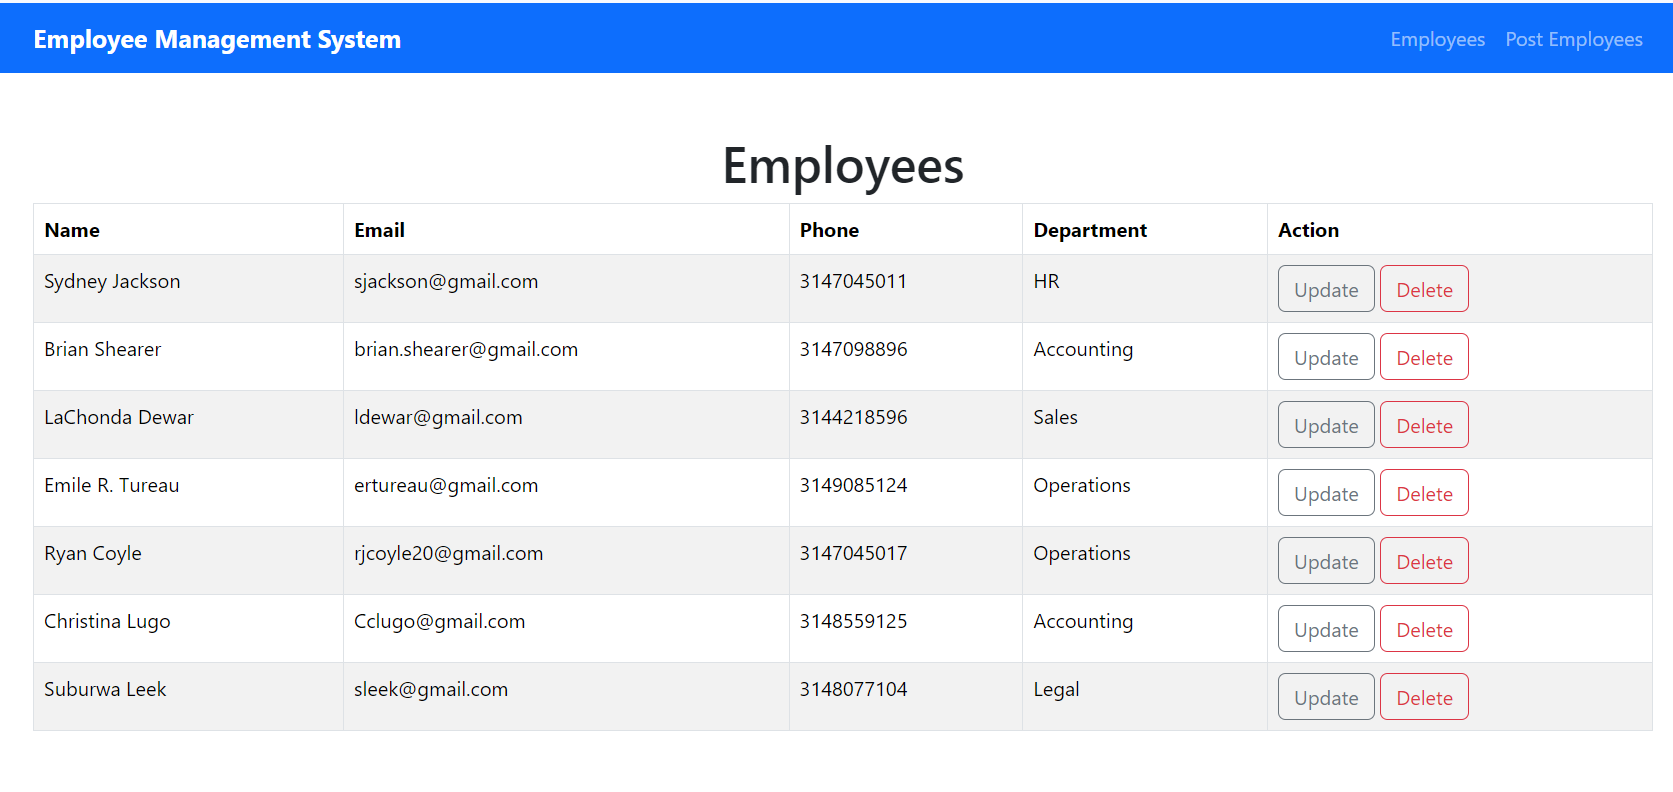 Employee Management System Employees Post Employees
Employees
Name Email Phone Department Action
Sydney Jackson sjackson@gmail.com 3147045011 HR Update Delete
Brian Shearer brian.shearer@gmail.com 3147098896 Accounting Update Delete
LaChonda Dewar ldewar@gmail.com 3144218596 Sales Update Delete
Emile R. Tureau ertureau@gmail.com 3149085124 Operations Update Delete
Ryan Coyle rjcoyle20@gmail.com 3147045017 Operations Update Delete
Christina Lugo Cclugo@gmail.com 3148559125 Accounting Update Delete
Suburwa Leek sleek@gmail.com 3148077104 Legal Update Delete